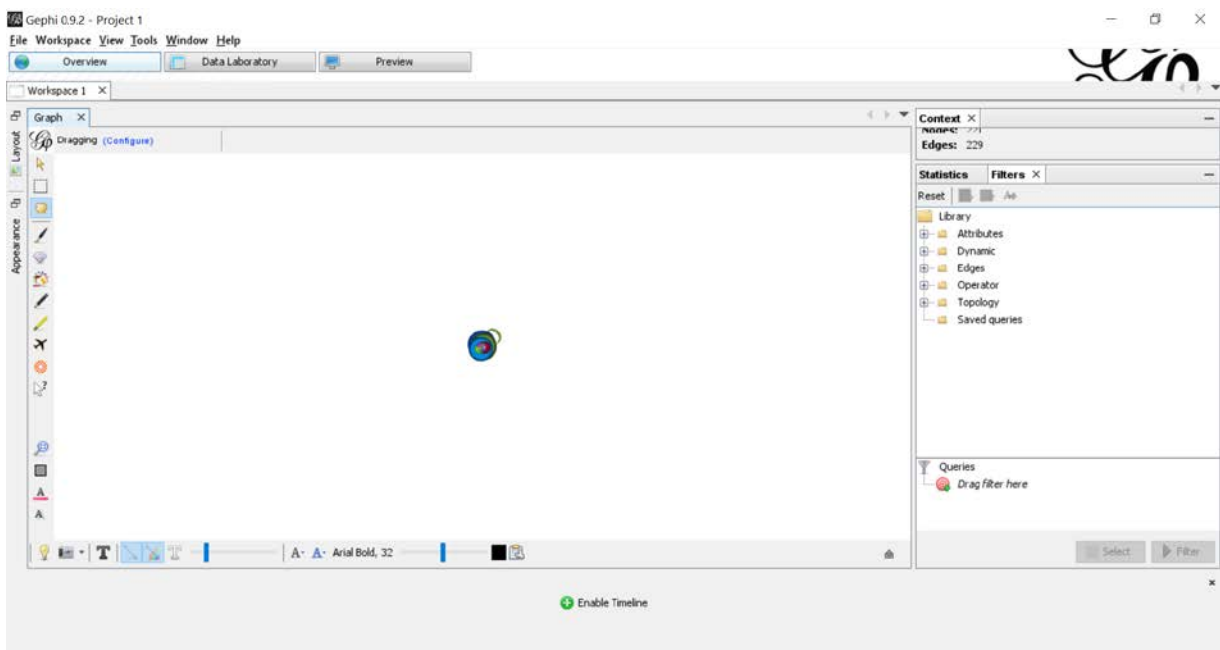 Gephi 0.9.2 - Project 1
File Workspace View Tools Window Help
Overview Data Laboratory Preview
Workspace 1
Layout
Appearance
Graph
Dragging (Configure)
Context
Nodes: 221
Edges: 229
Statistics Filters
Reset
Library
Attributes
Dynamic
Edges
Operator
Topology
Saved queries
Queries
Drag filter here
Select Filter
T T A- A- Arial Bold, 32
Enable Timeline